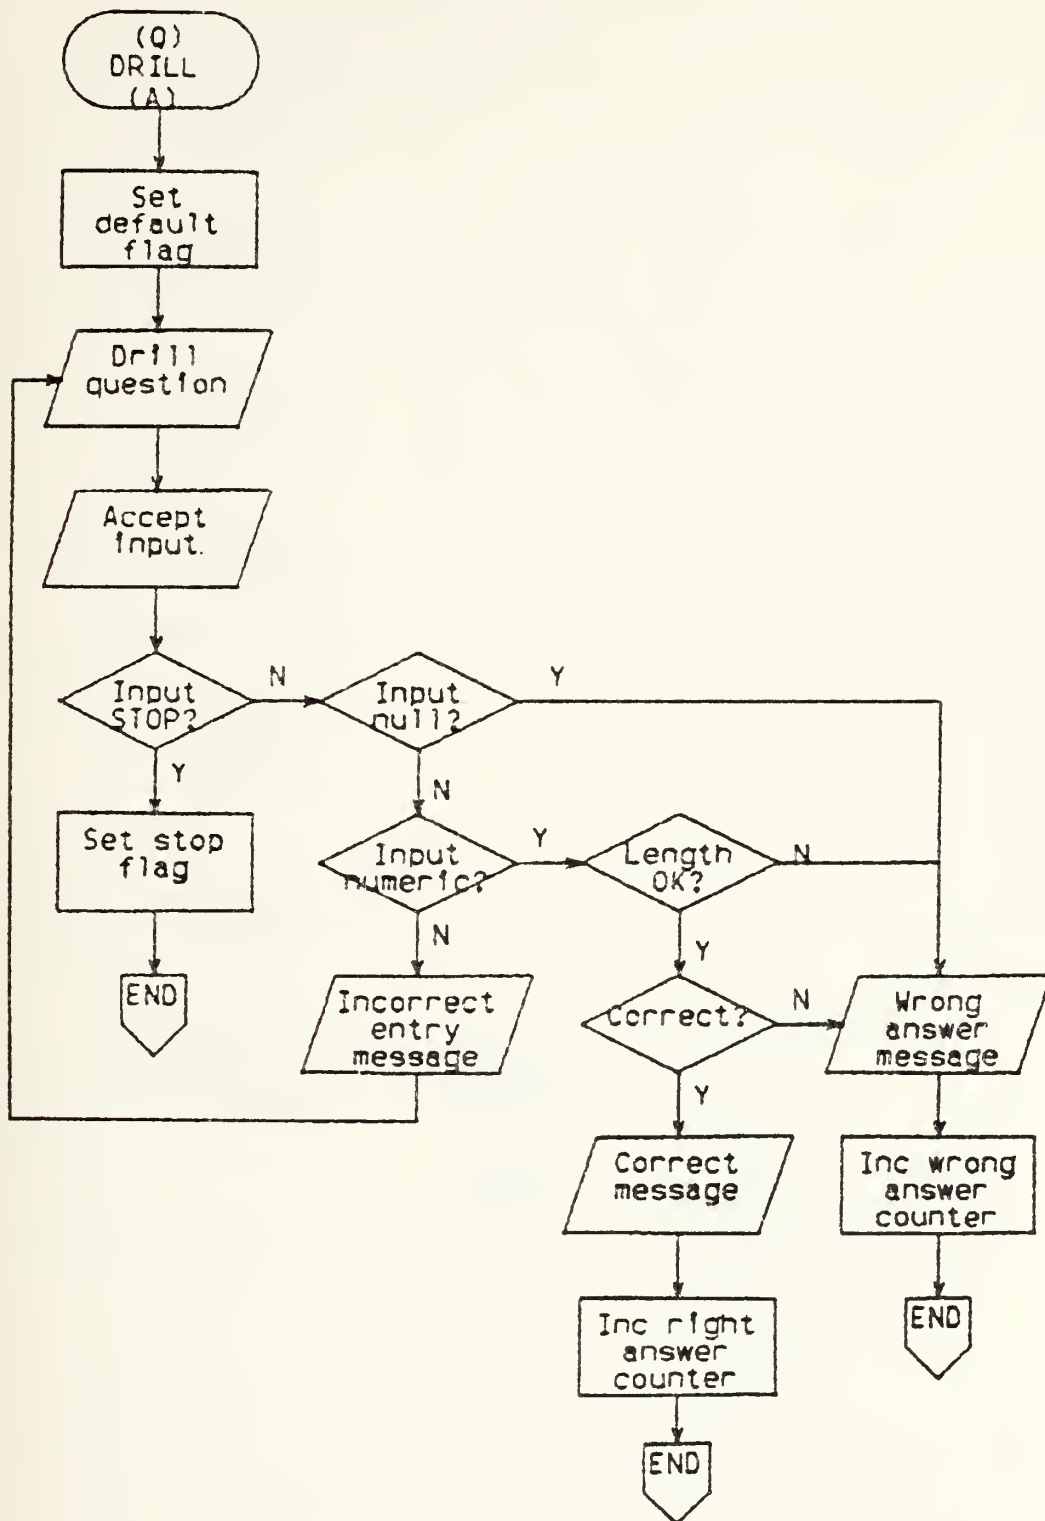 (Q)
DRILL
(A)
Set
default
flag
Drill
question
Accept
input.
Input
STOP?
N
Input
null?
Y
Y
N
Set stop
flag
Input
numeric?
Y
Length
OK?
N
N
Y
END
Incorrect
entry
message
Correct?
N
Wrong
answer
message
Y
Correct
message
Inc wrong
answer
counter
Inc right
answer
counter
END
END